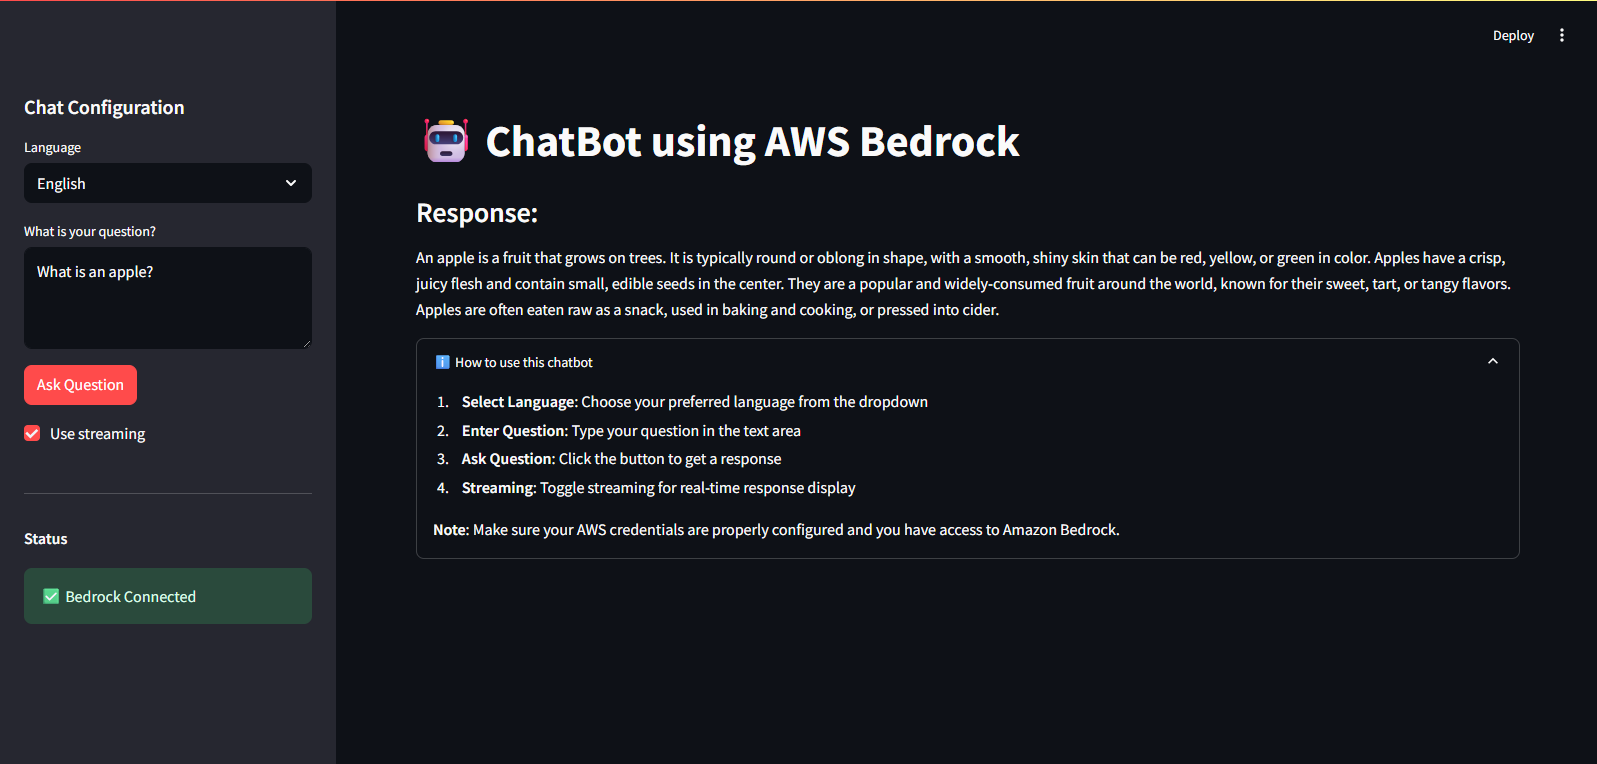 Deploy
Chat Configuration
Language
English
What is your question?
What is an apple?
Ask Question
Use streaming
Status
Bedrock Connected
ChatBot using AWS Bedrock
Response:
An apple is a fruit that grows on trees. It is typically round or oblong in shape, with a smooth, shiny skin that can be red, yellow, or green in color. Apples have a crisp,
juicy flesh and contain small, edible seeds in the center. They are a popular and widely-consumed fruit around the world, known for their sweet, tart, or tangy flavors.
Apples are often eaten raw as a snack, used in baking and cooking, or pressed into cider.
ℹ️ How to use this chatbot
1. Select Language: Choose your preferred language from the dropdown
2. Enter Question: Type your question in the text area
3. Ask Question: Click the button to get a response
4. Streaming: Toggle streaming for real-time response display
Note: Make sure your AWS credentials are properly configured and you have access to Amazon Bedrock.